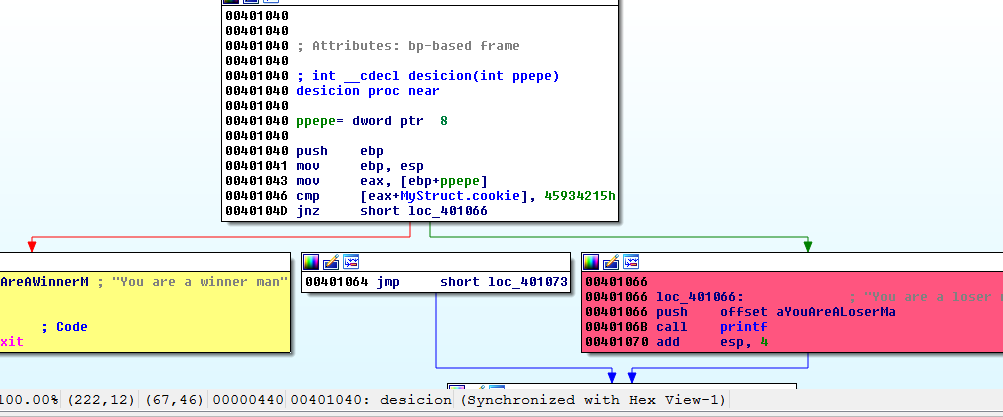 00401040
00401040
00401040 ; Attributes: bp-based frame
00401040
00401040 ; int __cdecl desicion(int ppepe)
00401040 desicion proc near
00401040
00401040 ppepe= dword ptr  8
00401040
00401040 push    ebp
00401041 mov     ebp, esp
00401043 mov     eax, [ebp+ppepe]
00401046 cmp     [eax+MyStruct.cookie], 45934215h
0040104D jnz     short loc_401066
AreAWinnerM ; "You are a winner man"
; Code
xit
00401064 jmp     short loc_401073
00401066
00401066 loc_401066:             ; "You are a loser
00401066 push    offset aYouAreALoserMa
0040106B call    printf
00401070 add     esp, 4
100.00% (222,12) (67,46) 00000440 00401040: desicion (Synchronized with Hex View-1)